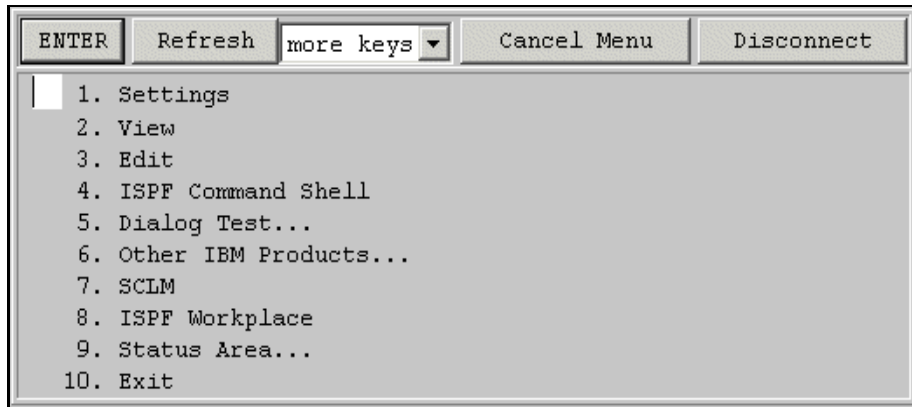 ENTER Refresh more keys Cancel Menu Disconnect
1. Settings
2. View
3. Edit
4. ISPF Command Shell
5. Dialog Test...
6. Other IBM Products...
7. SCLM
8. ISPF Workplace
9. Status Area...
10. Exit